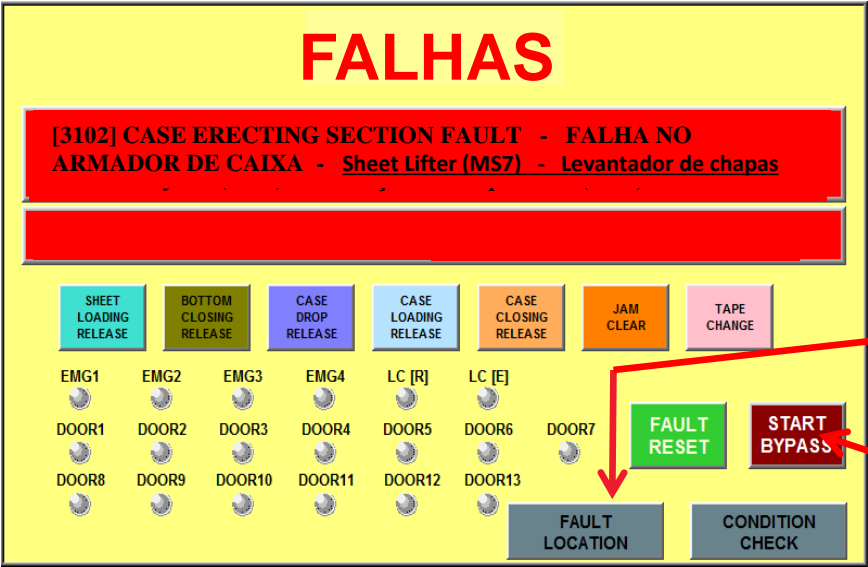 FALHAS
[3102] CASE ERECTING SECTION FAULT - FALHA NO
ARMADOR DE CAIXA - Sheet Lifter (MS7) - Levantador de chapas
SHEET LOADING RELEASE
BOTTOM CLOSING RELEASE
CASE DROP RELEASE
CASE LOADING RELEASE
CASE CLOSING RELEASE
JAM CLEAR
TAPE CHANGE
EMG1 EMG2 EMG3 EMG4 LC [R] LC [E]
DOOR1 DOOR2 DOOR3 DOOR4 DOOR5 DOOR6 DOOR7
DOOR8 DOOR9 DOOR10 DOOR11 DOOR12 DOOR13
FAULT RESET
START BYPASS
FAULT LOCATION
CONDITION CHECK